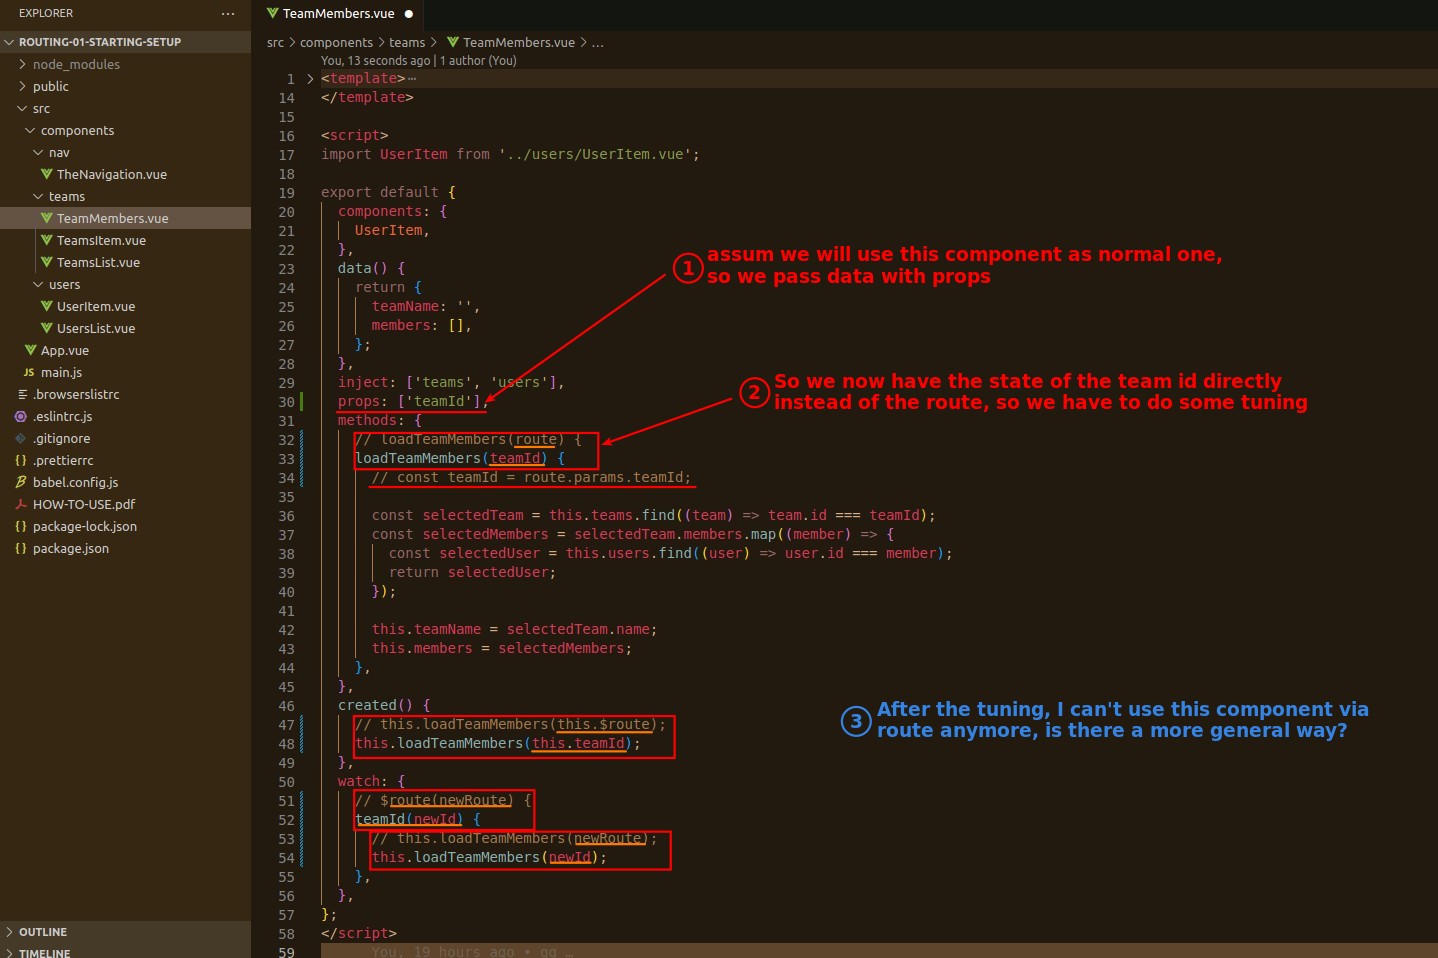 EXPLORER
ROUTING-01-STARTING-SETUP
node_modules
public
src
components
nav
TheNavigation.vue
teams
TeamMembers.vue
TeamsItem.vue
TeamsList.vue
users
UserItem.vue
UsersList.vue
App.vue
JS main.js
.browserslistrc
.eslintrc.js
.gitignore
{} .prettierrc
babel.config.js
HOW-TO-USE.pdf
{} package-lock.json
{} package.json
OUTLINE
TIMELINE
TeamMembers.vue
src > components > teams > TeamMembers.vue > ...
You, 13 seconds ago | 1 author (You)
1 <template>…
14 </template>
15
16 <script>
17 import UserItem from '../users/UserItem.vue';
18
19 export default {
20 components: {
21 UserItem,
22 },
23 data() {
24 return {
25 teamName: '',
26 members: [],
27 };
28 },
29 inject: ['teams', 'users'],
30 props: ['teamId'],
31 methods: {
32 // loadTeamMembers(route) {
33 loadTeamMembers(teamId) {
34 // const teamId = route.params.teamId;
35
36 const selectedTeam = this.teams.find((team) => team.id === teamId);
37 const selectedMembers = selectedTeam.members.map((member) => {
38 const selectedUser = this.users.find((user) => user.id === member);
39 return selectedUser;
40 });
41
42 this.teamName = selectedTeam.name;
43 this.members = selectedMembers;
44 },
45 },
46 created() {
47 // this.loadTeamMembers(this.$route);
48 this.loadTeamMembers(this.teamId);
49 },
50 watch: {
51 // $route(newRoute) {
52 teamId(newId) {
53 // this.loadTeamMembers(newRoute);
54 this.loadTeamMembers(newId);
55 },
56 },
57 };
58 </script>
59 You, 19 hours ago • qq …
1 assum we will use this component as normal one,
so we pass data with props
2 So we now have the state of the team id directly
instead of the route, so we have to do some tuning
3 After the tuning, I can't use this component via
route anymore, is there a more general way?